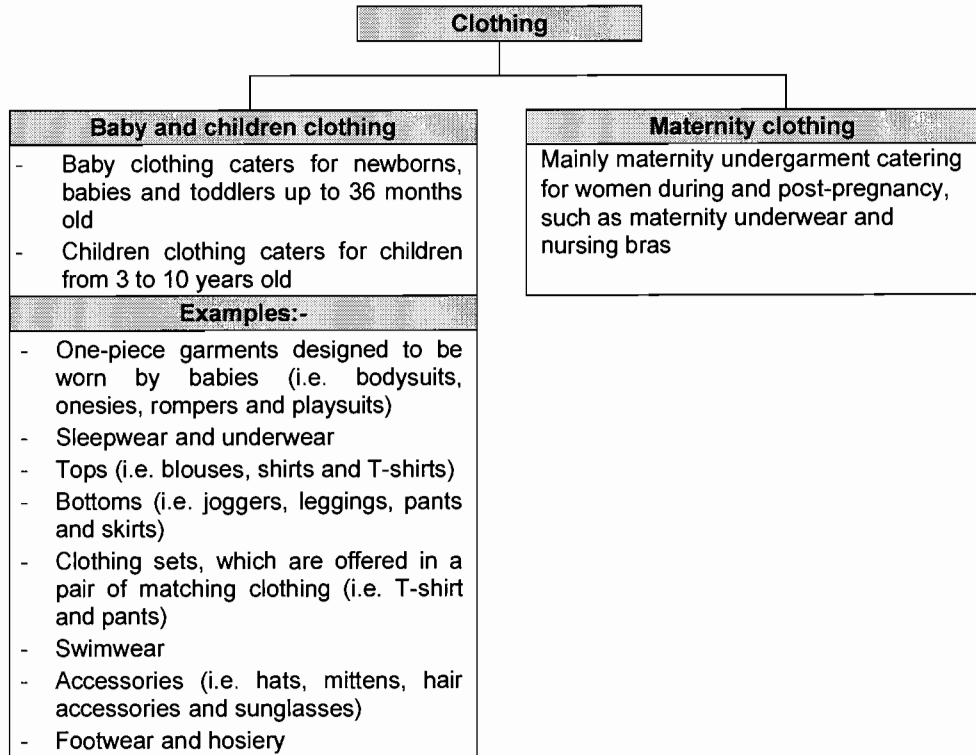 Clothing
Baby and children clothing
- Baby clothing caters for newborns,
babies and toddlers up to 36 months
old
- Children clothing caters for children
from 3 to 10 years old
Examples:-
- One-piece garments designed to be
worn by babies (i.e. bodysuits,
onesies, rompers and playsuits)
- Sleepwear and underwear
- Tops (i.e. blouses, shirts and T-shirts)
- Bottoms (i.e. joggers, leggings, pants
and skirts)
- Clothing sets, which are offered in a
pair of matching clothing (i.e. T-shirt
and pants)
- Swimwear
- Accessories (i.e. hats, mittens, hair
accessories and sunglasses)
- Footwear and hosiery
Maternity clothing
Mainly maternity undergarment catering
for women during and post-pregnancy,
such as maternity underwear and
nursing bras